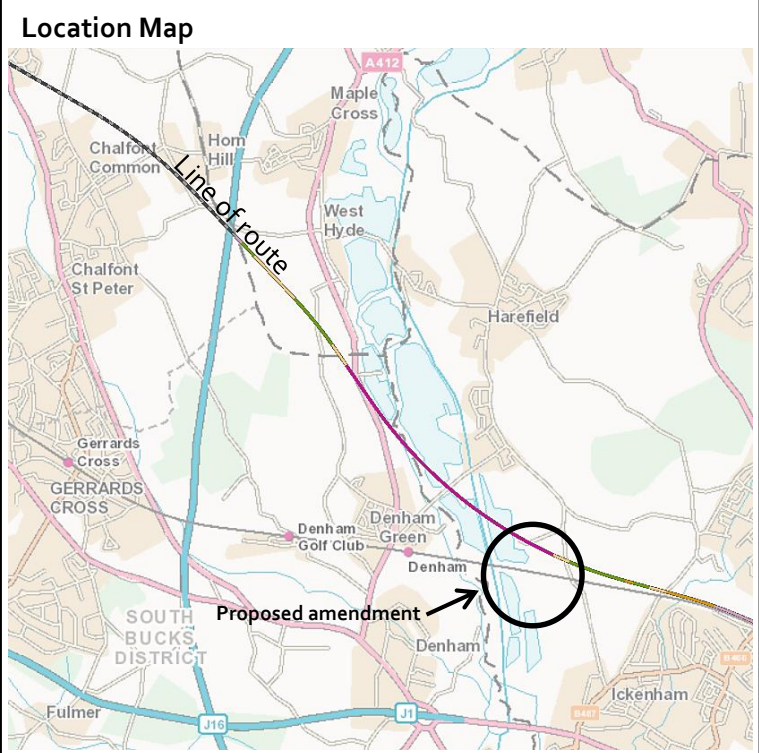 Location Map
A412
Maple
Cross
Horn
Hill
Chalfont
Common
Line of route
West
Hyde
Chalfont
St Peter
Harefield
Gerrards
Cross
GERRARDS
CROSS
Denham
Golf Club
Denham
Green
Denham
Proposed amendment
SOUTH
BUCKS
DISTRICT
Denham
B466
Ickenham
Fulmer
J16
J1
B467